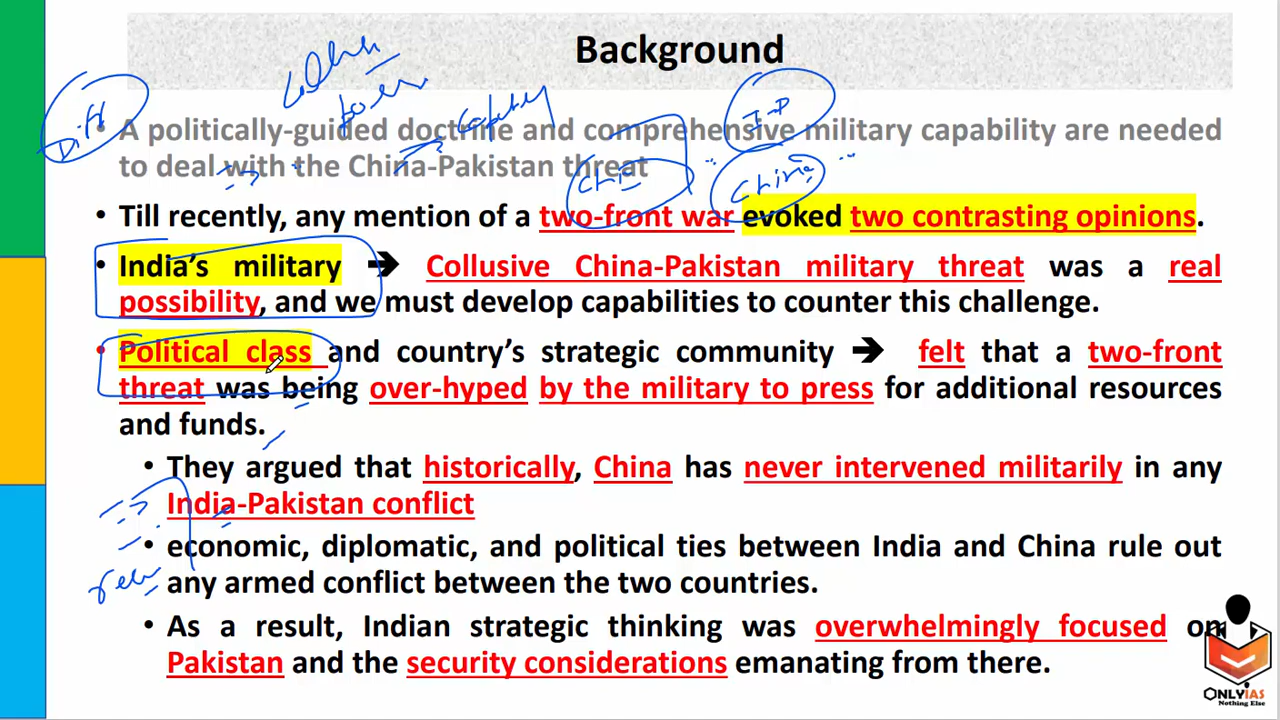 Background
Diff
I-P
China
• A politically-guided doctrine and comprehensive military capability are needed
to deal with the China-Pakistan threat
• Till recently, any mention of a two-front war evoked two contrasting opinions.
• India’s military ➔ Collusive China-Pakistan military threat was a real
possibility, and we must develop capabilities to counter this challenge.
• Political class and country’s strategic community ➔ felt that a two-front
threat was being over-hyped by the military to press for additional resources
and funds.
• They argued that historically, China has never intervened militarily in any
India-Pakistan conflict
• economic, diplomatic, and political ties between India and China rule out
any armed conflict between the two countries.
• As a result, Indian strategic thinking was overwhelmingly focused on
Pakistan and the security considerations emanating from there.
ONLYIAS
Nothing Else